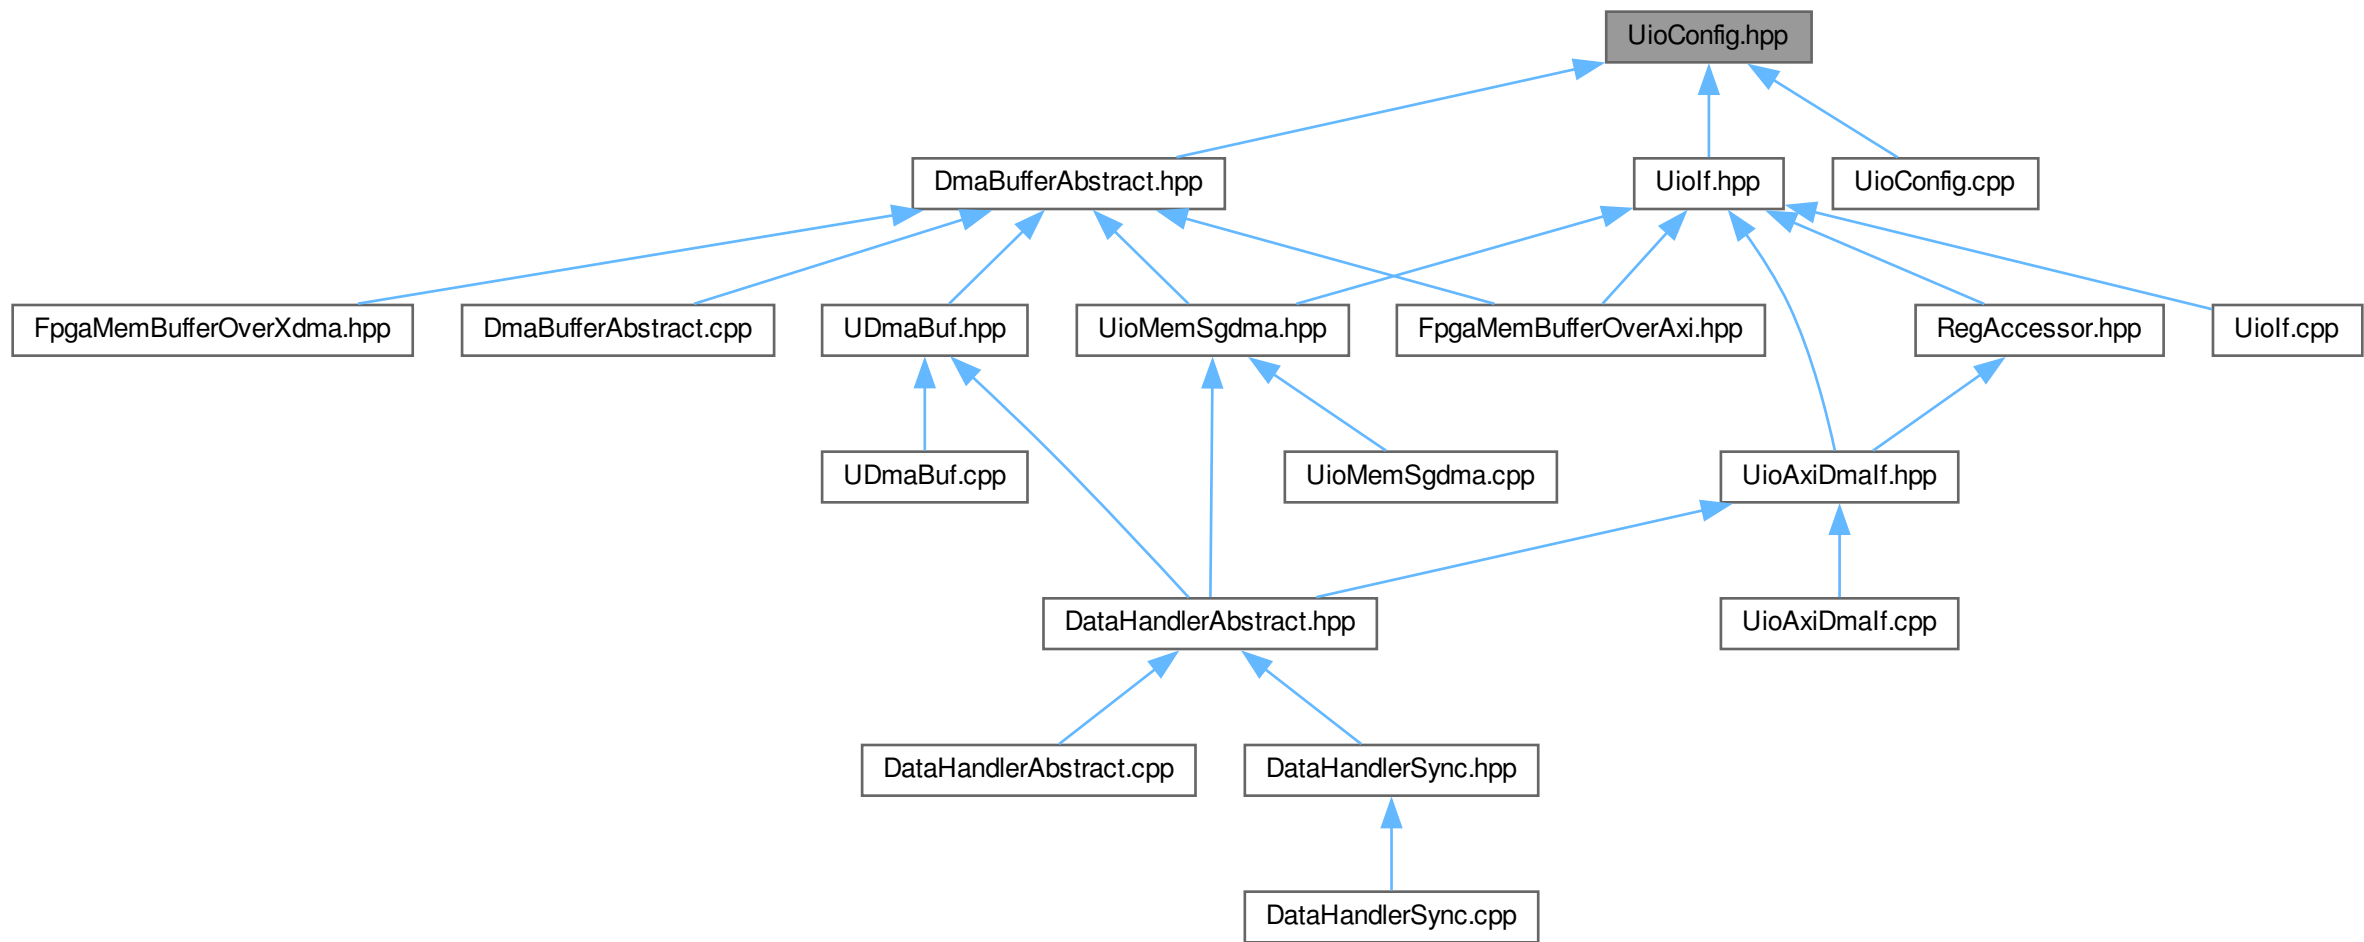 UioConfig.hpp
DmaBufferAbstract.hpp
UioIf.hpp
UioConfig.cpp
FpgaMemBufferOverXdma.hpp
DmaBufferAbstract.cpp
UDmaBuf.hpp
UioMemSgdma.hpp
FpgaMemBufferOverAxi.hpp
RegAccessor.hpp
UioIf.cpp
UDmaBuf.cpp
UioMemSgdma.cpp
UioAxiDmaIf.hpp
DataHandlerAbstract.hpp
UioAxiDmaIf.cpp
DataHandlerAbstract.cpp
DataHandlerSync.hpp
DataHandlerSync.cpp